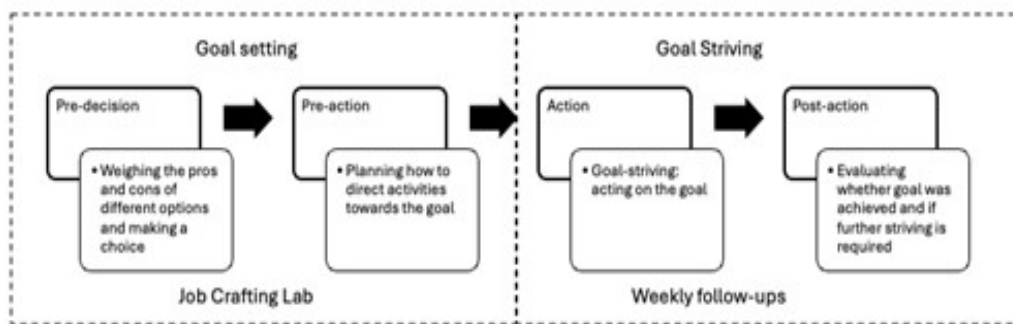 Goal setting
Goal Striving
Pre-decision
Pre-action
Action
Post-action
• Weighing the pros
and cons of
different options
and making a
choice
• Planning how to
direct activities
towards the goal
• Goal-striving:
acting on the goal
• Evaluating
whether goal was
achieved and if
further striving is
required
Job Crafting Lab
Weekly follow-ups